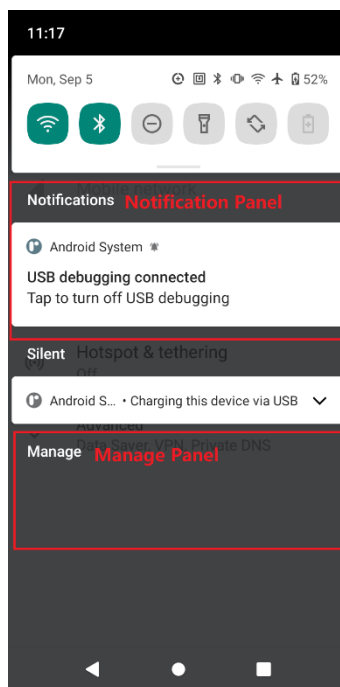 11:17
Mon, Sep 5 52%
Mobile network
Notifications Notification Panel
Android System
USB debugging connected
Tap to turn off USB debugging
Silent Hotspot & tethering
Off
Android S... • Charging this device via USB
Advanced
Data Saver, VPN, Private DNS
Manage Manage Panel